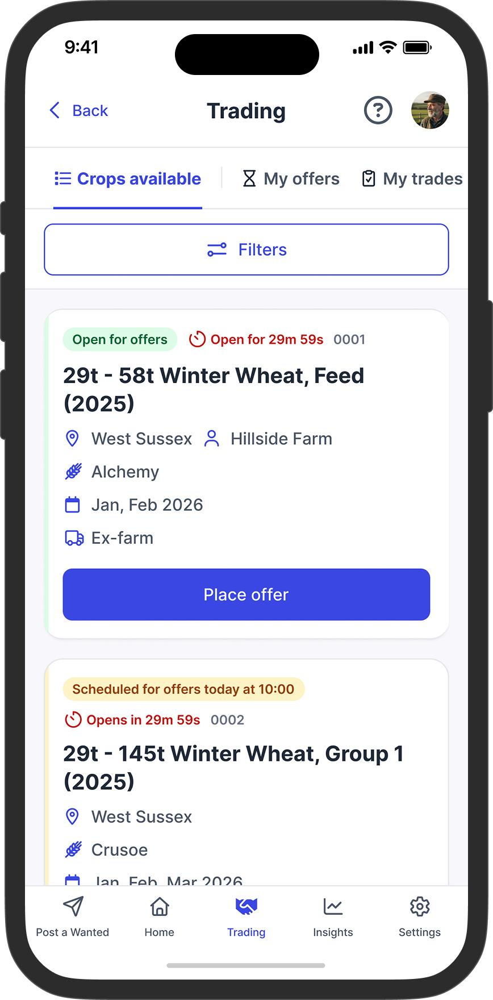 9:41
Back
Trading
Crops available
My offers
My trades
Filters
Open for offers
Open for 29m 59s
0001
29t - 58t Winter Wheat, Feed
(2025)
West Sussex
Hillside Farm
Alchemy
Jan, Feb 2026
Ex-farm
Place offer
Scheduled for offers today at 10:00
Opens in 29m 59s
0002
29t - 145t Winter Wheat, Group 1
(2025)
West Sussex
Crusoe
Jan, Feb, Mar 2026
Post a Wanted
Home
Trading
Insights
Settings